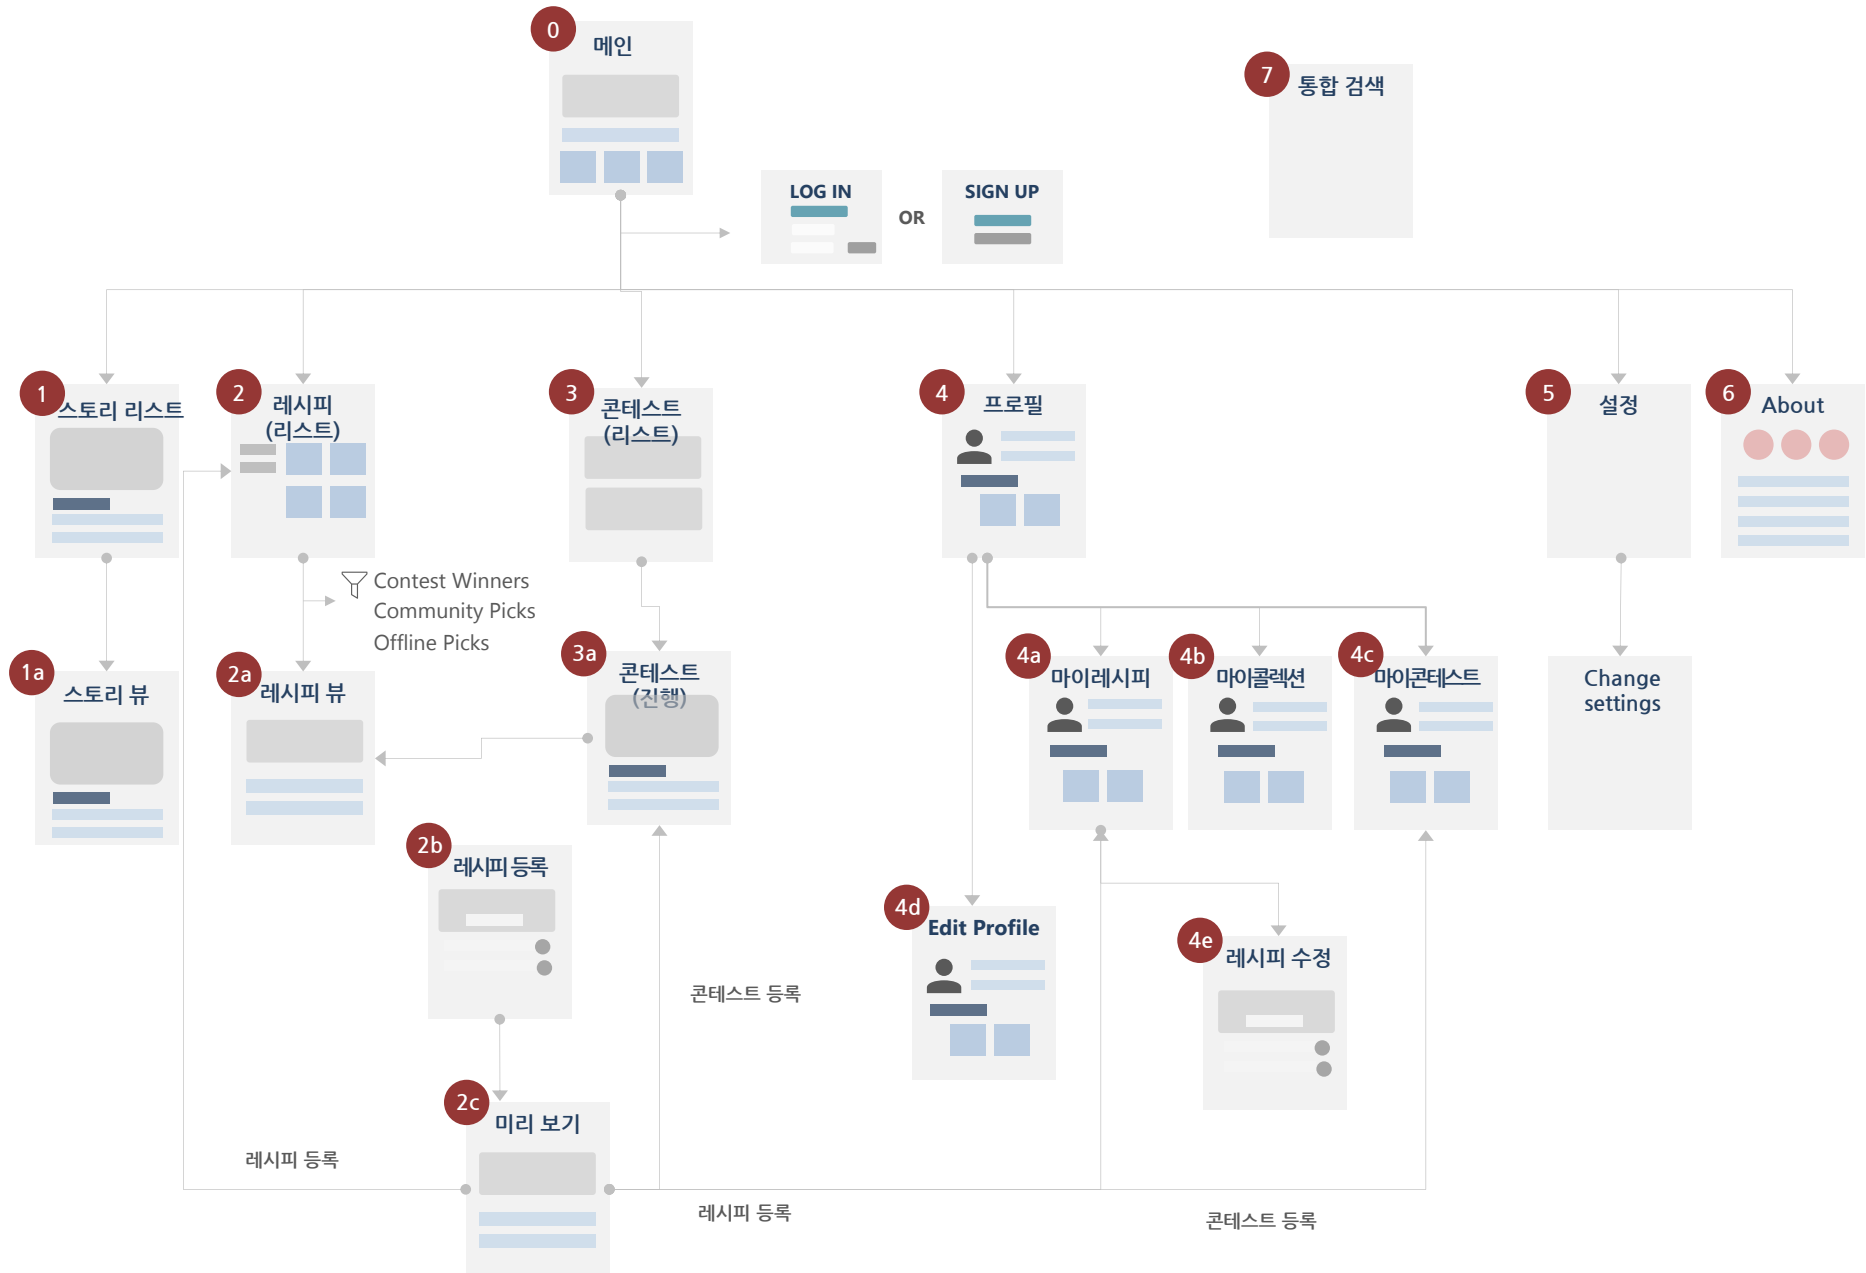 0
메인
7
통합 검색
LOG IN
OR
SIGN UP
1
스토리 리스트
2
레시피
(리스트)
3
콘테스트
(리스트)
4
프로필
5
설정
6
About
Contest Winners
Community Picks
Offline Picks
1a
스토리 뷰
2a
레시피 뷰
3a
콘테스트
(진행)
4a
마이레시피
4b
마이콜렉션
4c
마이콘테스트
Change
settings
2b
레시피 등록
4d
Edit Profile
4e
레시피 수정
콘테스트 등록
2c
미리 보기
레시피 등록
레시피 등록
콘테스트 등록